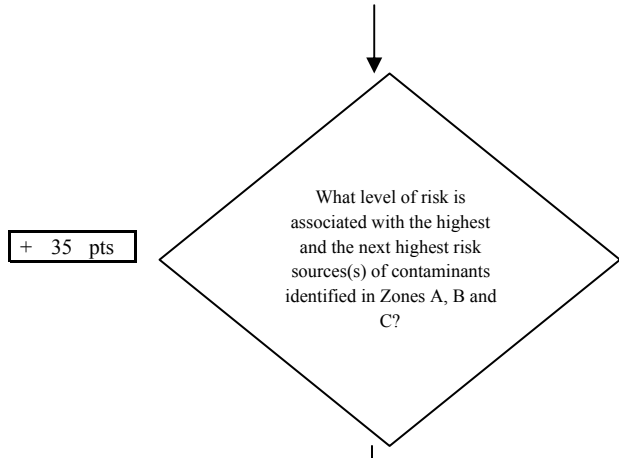 What level of risk is
associated with the highest
and the next highest risk
sources(s) of contaminants
identified in Zones A, B and
C?
+ 35 pts